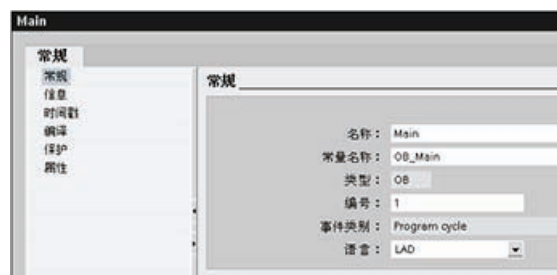 Main
常规
常规
信息
时间戳
编译
保护
属性
常规
名称： Main
常量名称： OB_Main
类型： OB
编号： 1
事件类别： Program cycle
语言： LAD